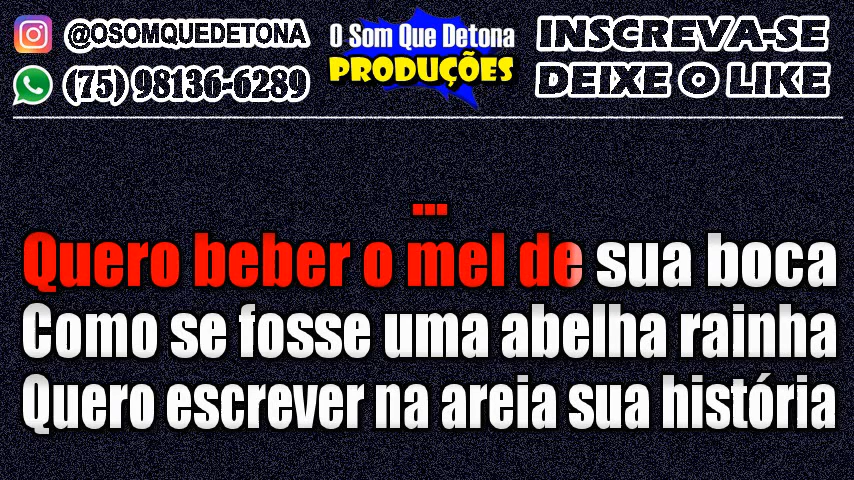 @OSOMQUEDETONA
(75) 98136-6289
O Som Que Detona
PRODUÇÕES
INSCREVA-SE
DEIXE O LIKE
...
Quero beber o mel de sua boca
Como se fosse uma abelha rainha
Quero escrever na areia sua história